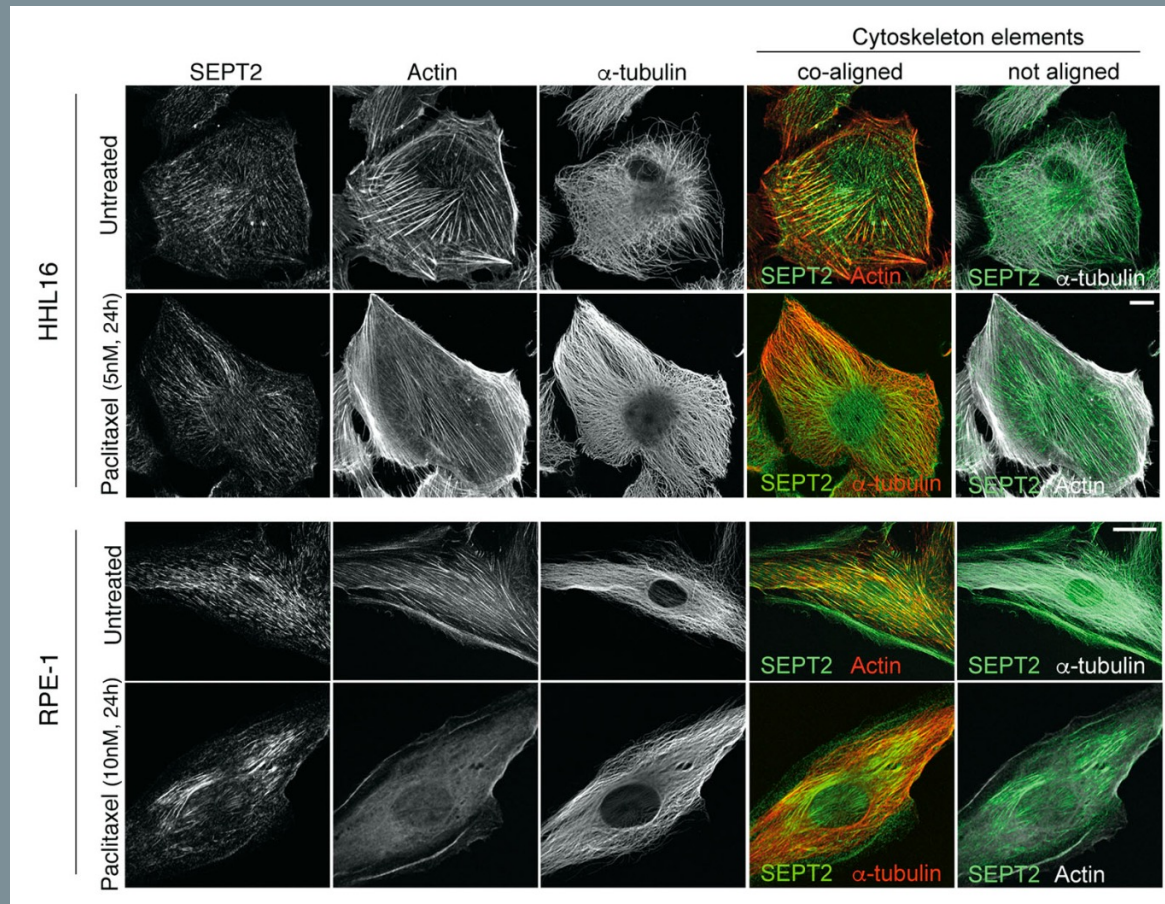 Cytoskeleton elements
SEPT2 Actin α-tubulin co-aligned not aligned
HHL16
Untreated
SEPT2 Actin
SEPT2 α-tubulin
Paclitaxel (5nM, 24h)
SEPT2 α-tubulin
SEPT2 Actin
RPE-1
Untreated
SEPT2 Actin
SEPT2 α-tubulin
Paclitaxel (10nM, 24h)
SEPT2 α-tubulin
SEPT2 Actin